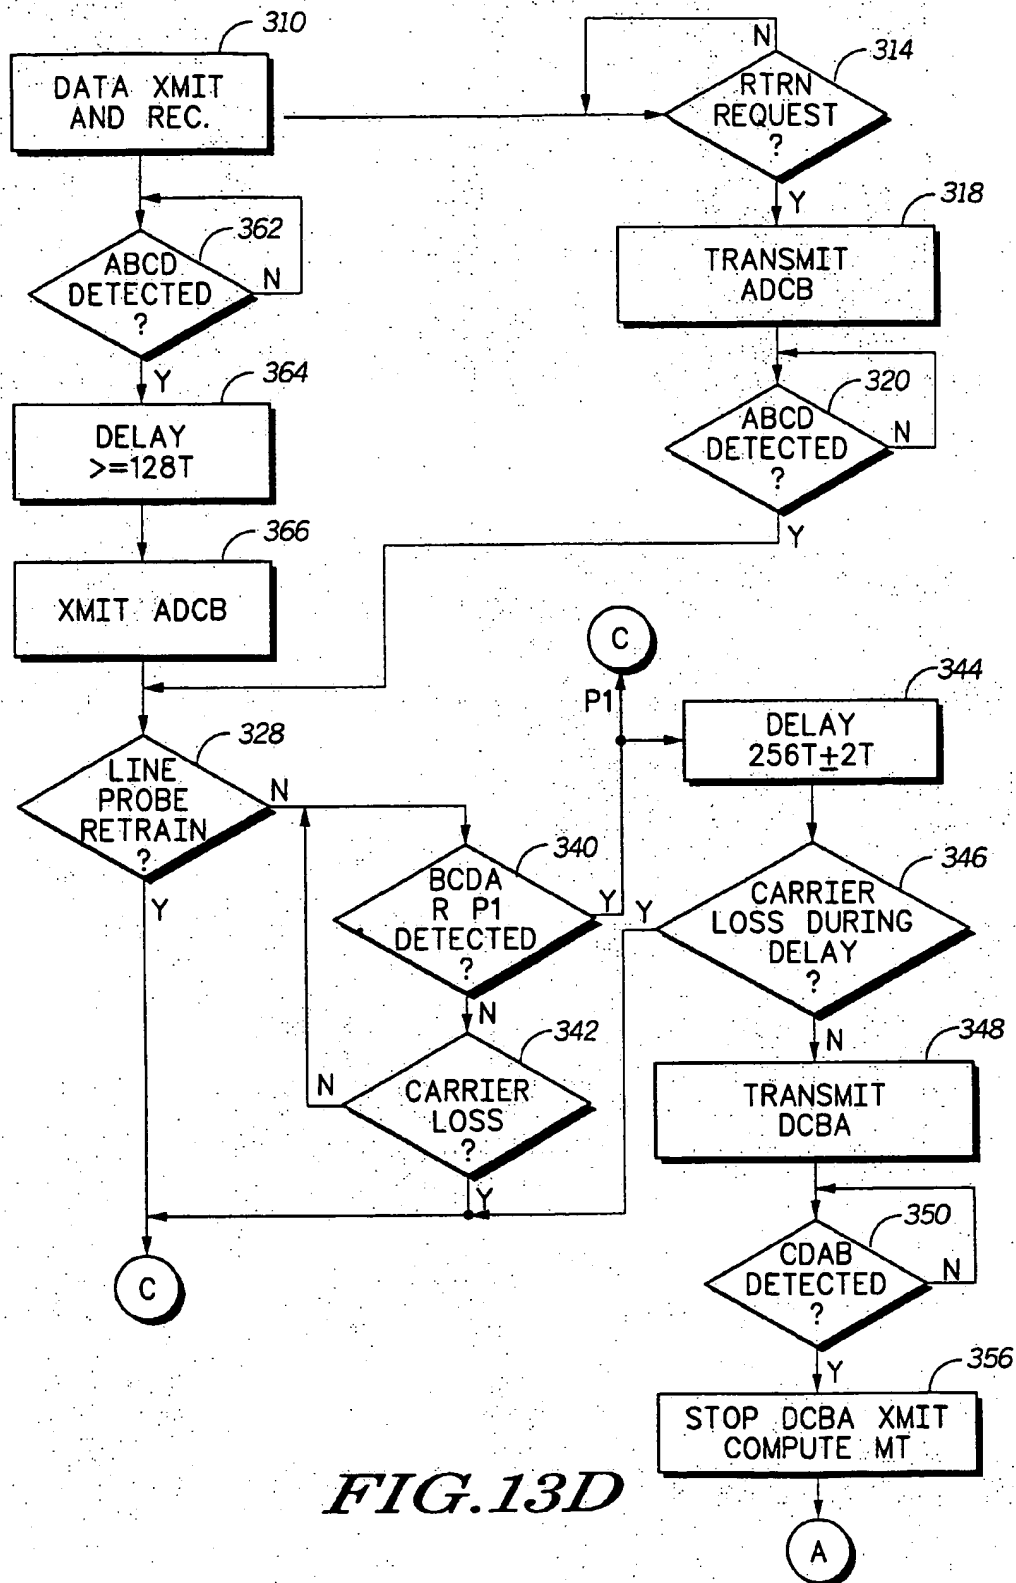 310
DATA XMIT
AND REC.
N
314
RTRN
REQUEST
?
Y
318
TRANSMIT
ADCB
362
ABCD
DETECTED
?
N
Y
320
ABCD
DETECTED
?
N
Y
364
DELAY
>=128T
366
XMIT ADCB
C
P1
344
DELAY
256T±2T
328
LINE
PROBE
RETRAIN
?
N
Y
340
BCDA
R P1
DETECTED
?
Y
N
346
CARRIER
LOSS DURING
DELAY
?
Y
N
342
CARRIER
LOSS
?
N
Y
348
TRANSMIT
DCBA
350
CDAB
DETECTED
?
N
Y
C
356
STOP DCBA XMIT
COMPUTE MT
A
FIG.13D